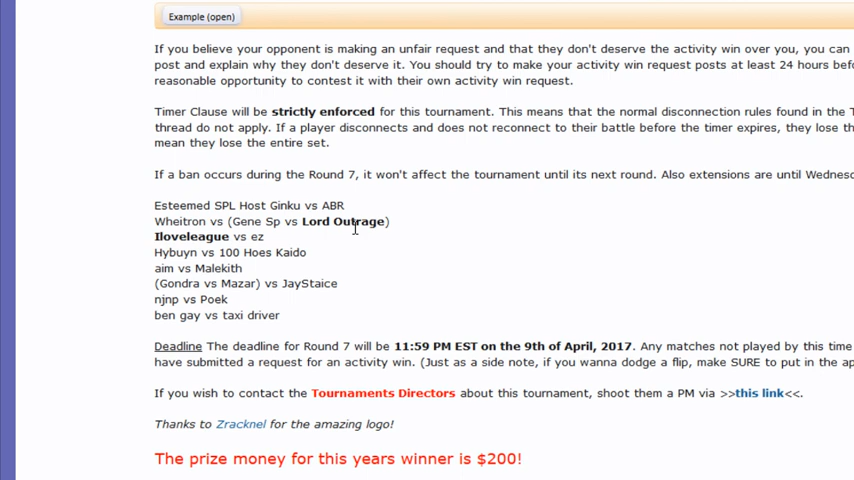 Example (open)
If you believe your opponent is making an unfair request and that they don't deserve the activity win over you, you can
post and explain why they don't deserve it. You should try to make your activity win request posts at least 24 hours
reasonable opportunity to contest it with their own activity win request.
Timer Clause will be strictly enforced for this tournament. This means that the normal disconnection rules found in the
thread do not apply. If a player disconnects and does not reconnect to their battle before the timer expires, they lose
mean they lose the entire set.
If a ban occurs during the Round 7, it won't affect the tournament until its next round. Also extensions are until
Esteemed SPL Host Ginku vs ABR
Wheitron vs (Gene Sp vs Lord Outrage)
Iloveleague vs ez
Hybuyn vs 100 Hoes Kaido
aim vs Malekith
(Gondra vs Mazar) vs JayStaice
njnp vs Poek
ben gay vs taxi driver
Deadline The deadline for Round 7 will be 11:59 PM EST on the 9th of April, 2017. Any matches not played by this time
have submitted a request for an activity win. (Just as a side note, if you wanna dodge a flip, make SURE to put in the
If you wish to contact the Tournaments Directors about this tournament, shoot them a PM via >>this link<<.
Thanks to Zracknel for the amazing logo!
The prize money for this years winner is $200!